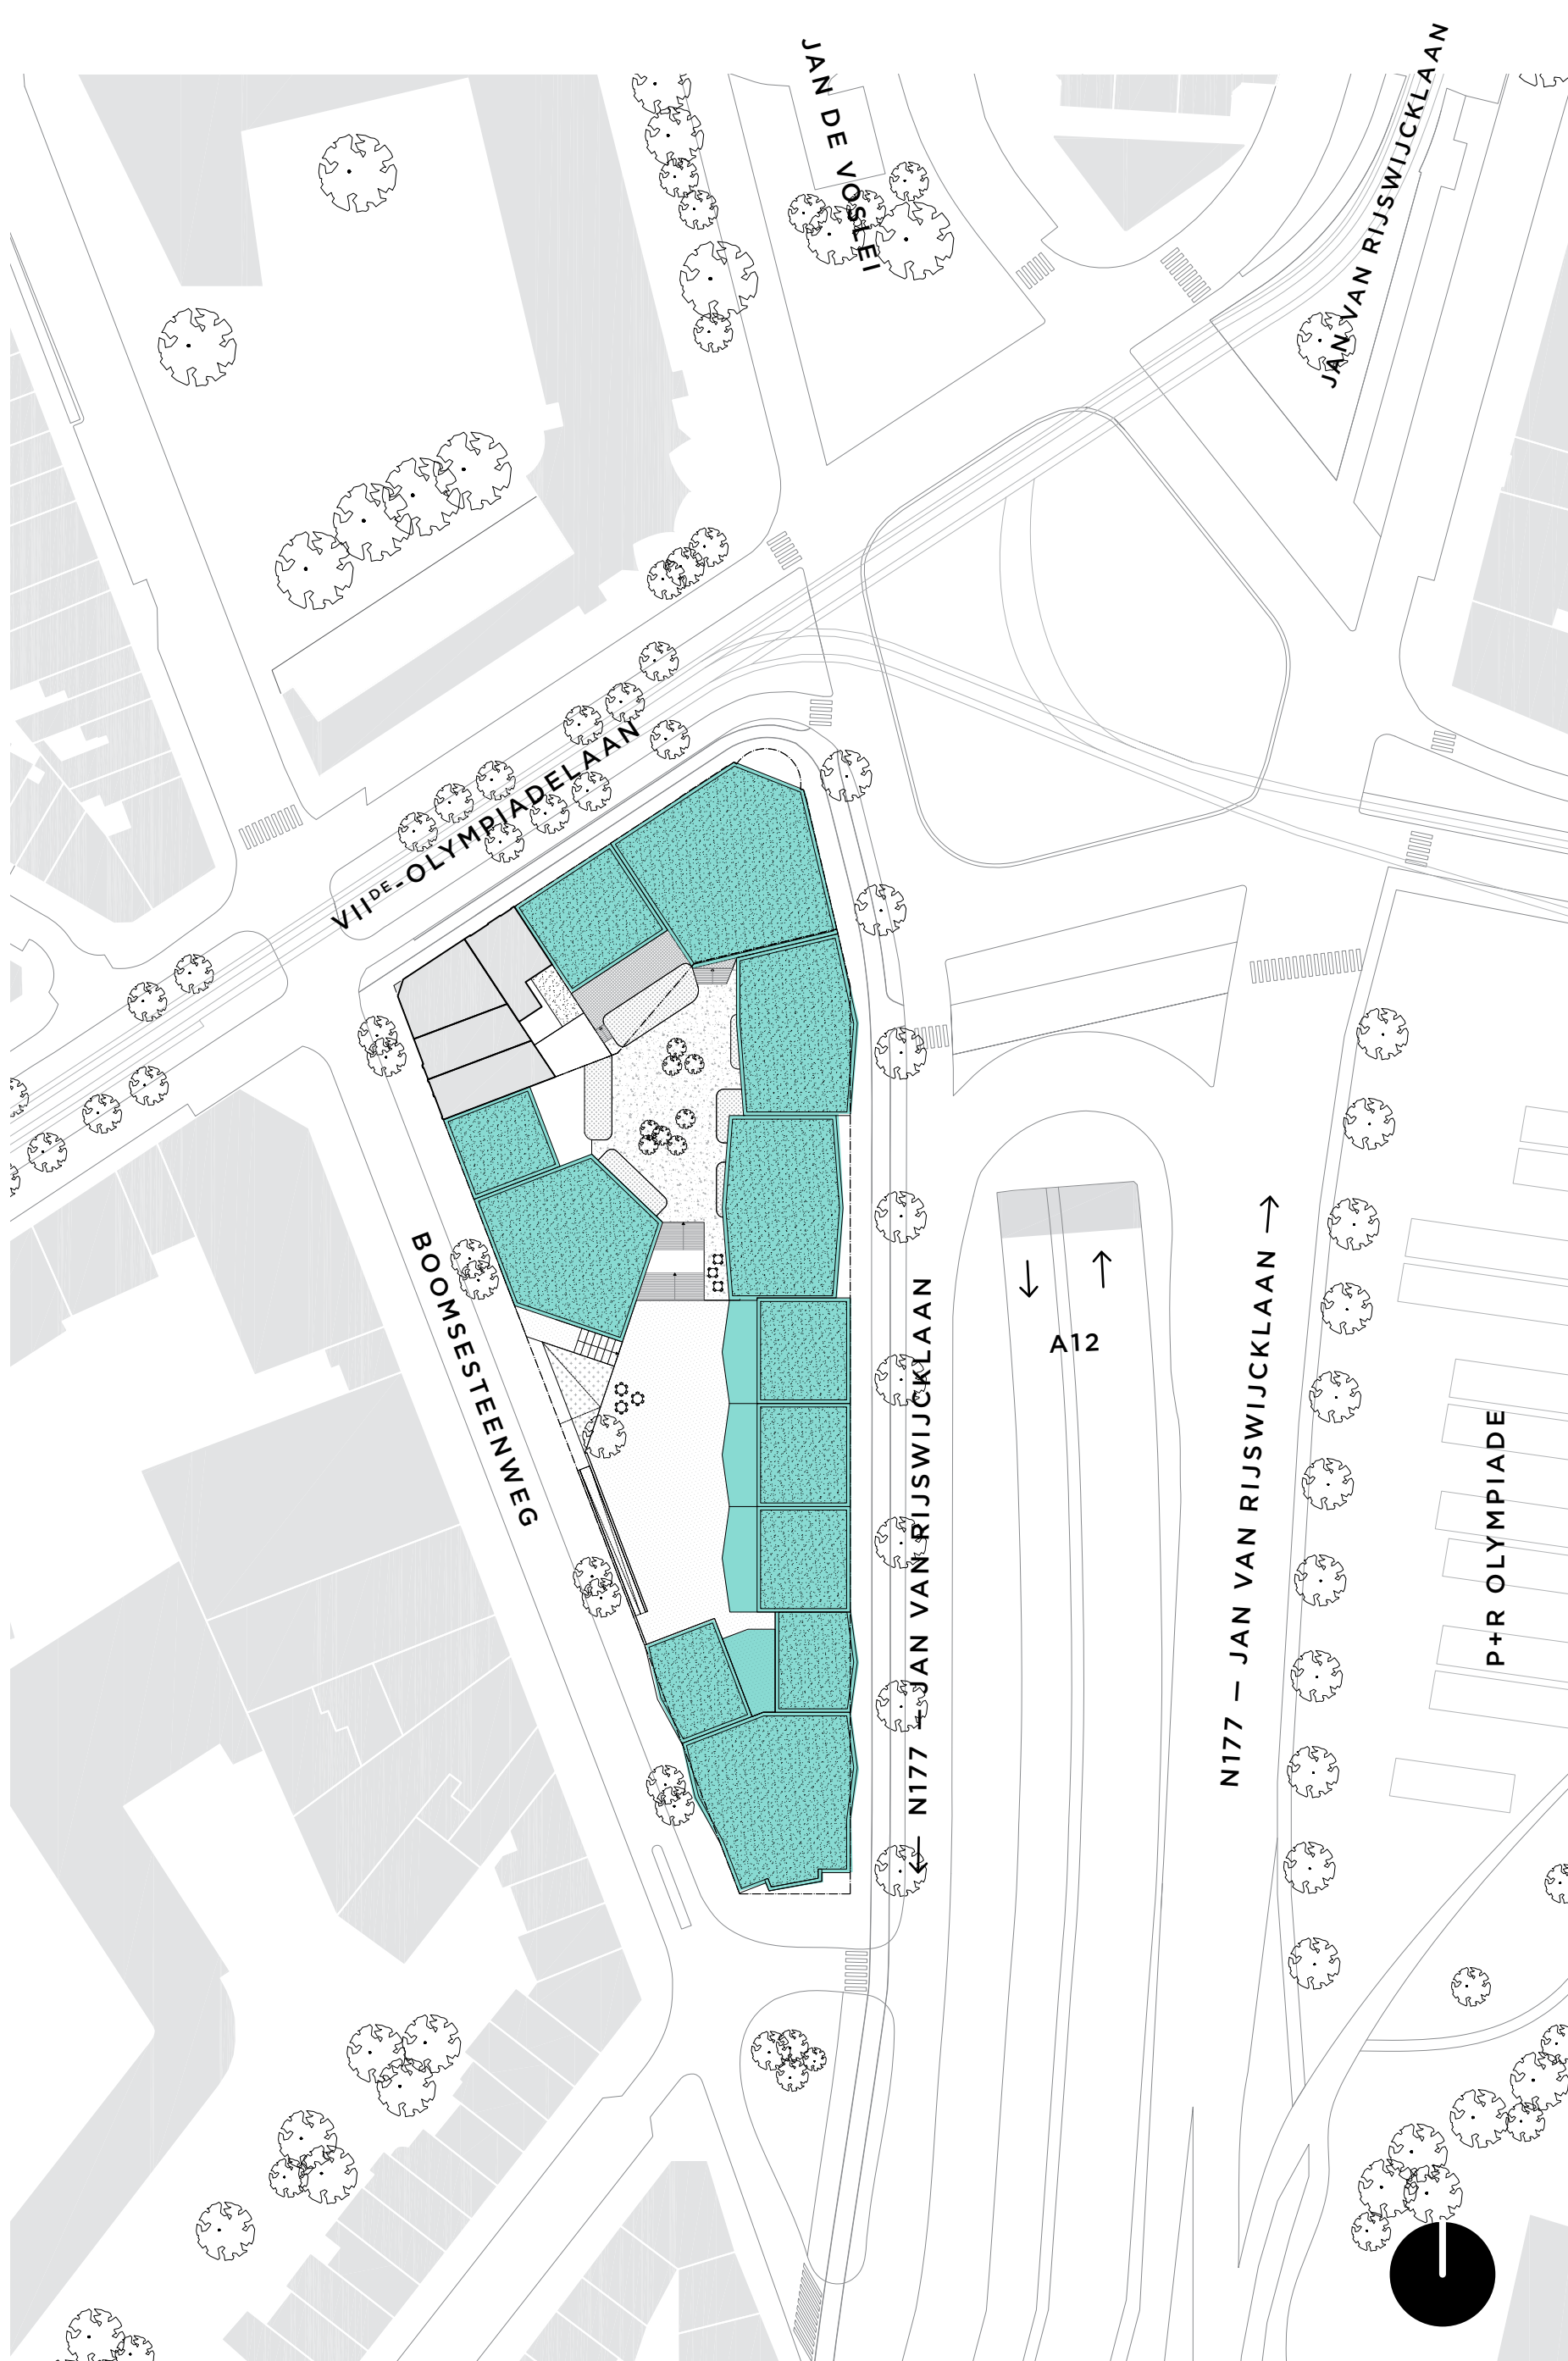 JAN DE VOSLEI
JAN VAN RIJSWIJCKLAAN
VIIDE-OLYMPIADELAAN
BOOMSESTEENWEG
← N177 — JAN VAN RIJSWIJCKLAAN
A12
N177 — JAN VAN RIJSWIJCKLAAN →
P+R OLYMPIADE